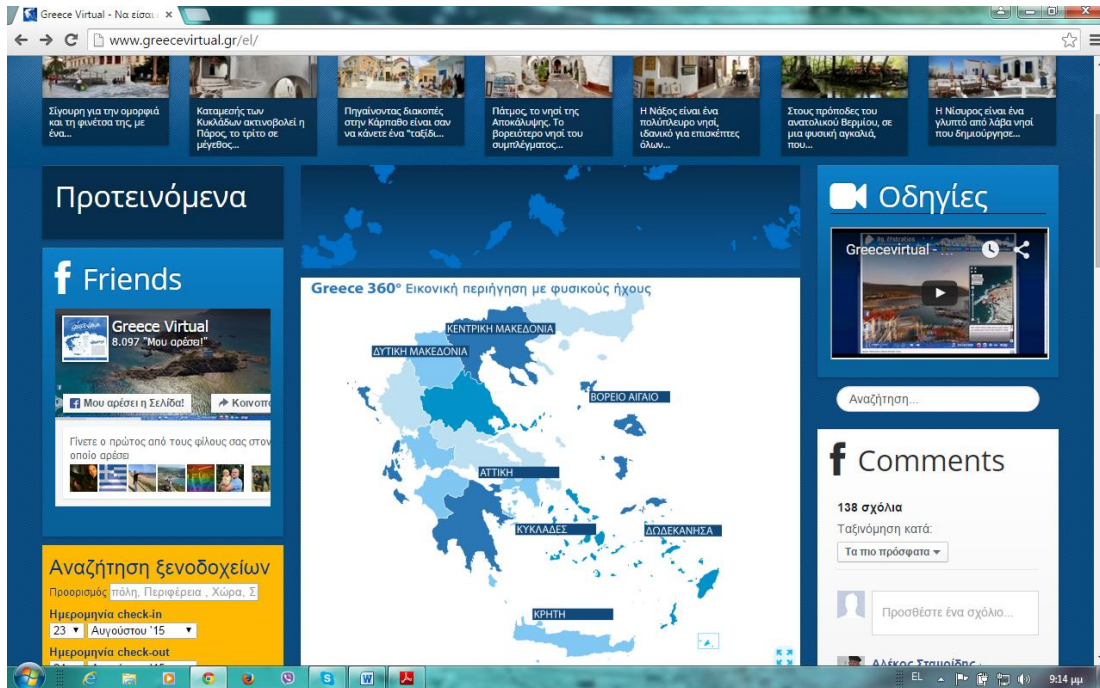 Greece Virtual - Να είσαι
www.greecevirtual.gr/el/
Σίγουρη για την ομορφιά
και τη φινέτσα της, με
ένα...
Καταμεσής των
Κυκλάδων ακτινοβολεί η
Πάρος, το τρίτο σε
μέγεθος...
Πηγαίνοντας διακοπές
στην Κάρπαθο είναι σαν
να κάνετε ένα "ταξίδι...
Πάτμος, το νησί της
Αποκάλυψης. Το
βορειότερο νησί του
συμπλέγματος...
Η Νάξος είναι ένα
πολύπλευρο νησί,
ιδανικό για επισκέπτες
όλων...
Στους πρόποδες του
ανατολικού Βερμίου, σε
μια φυσική αγκαλιά,
που...
Η Νίσυρος είναι ένα
γλυπτό από λάβα νησί
που δημιούργησε...
Προτεινόμενα
f Friends
Greece Virtual
8.097 "Μου αρέσει!"
Μου αρέσει η Σελίδα!
Κοινοπο
Γίνετε ο πρώτος από τους φίλους σας στον
οποίο αρέσει
Αναζήτηση ξενοδοχείων
Προορισμός πόλη, Περιφέρεια , Χώρα, Σ
Ημερομηνία check-in
23 Αυγούστου '15
Ημερομηνία check-out
Greece 360° Εικονική περιήγηση με φυσικούς ήχους
ΚΕΝΤΡΙΚΗ ΜΑΚΕΔΟΝΙΑ
ΔΥΤΙΚΗ ΜΑΚΕΔΟΝΙΑ
ΒΟΡΕΙΟ ΑΙΓΑΙΟ
ΑΤΤΙΚΗ
ΚΥΚΛΑΔΕΣ
ΔΩΔΕΚΑΝΗΣΑ
ΚΡΗΤΗ
Οδηγίες
Greecevirtual - ...
Αναζήτηση...
f Comments
138 σχόλια
Ταξινόμηση κατά:
Τα πιο πρόσφατα
Προσθέστε ένα σχόλιο...
Αλέκος Σταμοίδης ·
EL
9:14 μμ